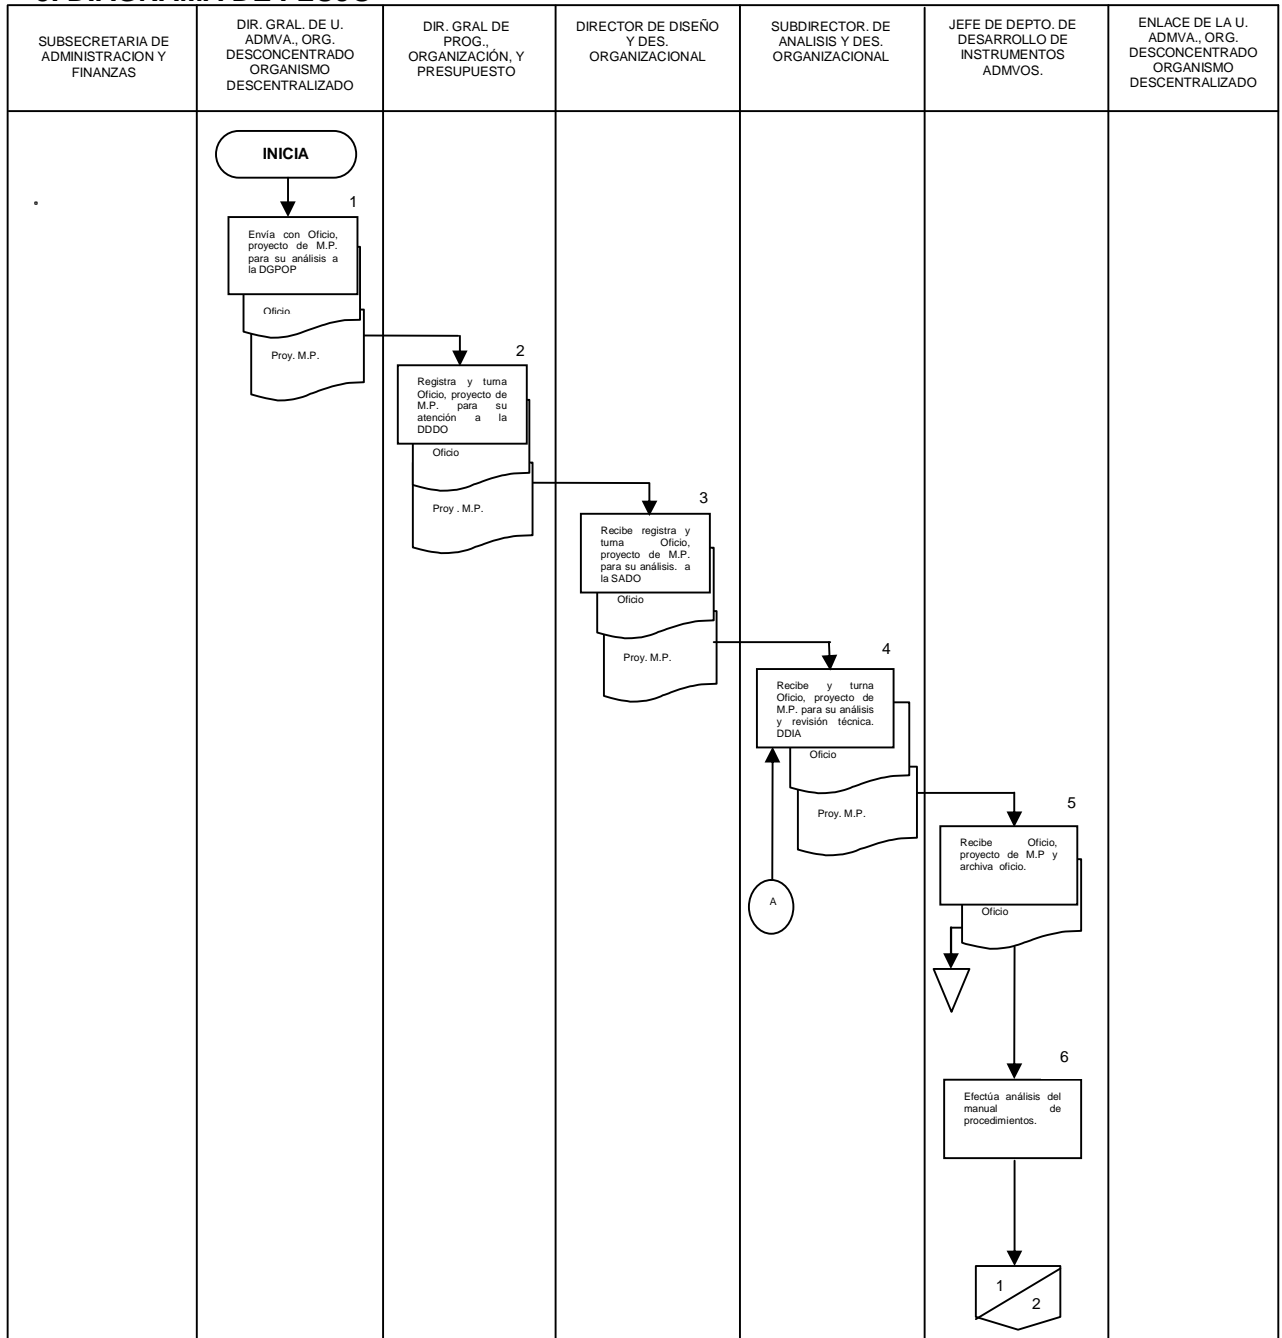 SUBSECRETARIA DE
ADMINISTRACION Y
FINANZAS
DIR. GRAL. DE U.
ADMVA., ORG.
DESCONCENTRADO
ORGANISMO
DESCENTRALIZADO
DIR. GRAL DE
PROG.,
ORGANIZACIÓN, Y
PRESUPUESTO
DIRECTOR DE DISEÑO
Y DES.
ORGANIZACIONAL
SUBDIRECTOR. DE
ANALISIS Y DES.
ORGANIZACIONAL
JEFE DE DEPTO. DE
DESARROLLO DE
INSTRUMENTOS
ADMVOS.
ENLACE DE LA U.
ADMVA., ORG.
DESCONCENTRADO
ORGANISMO
DESCENTRALIZADO
INICIA
1
Envía con Oficio,
proyecto de M.P.
para su análisis a
la DGPOP
Oficio
Proy. M.P.
2
Registra y turna
Oficio, proyecto de
M.P. para su
atención a la
DDDO
Oficio
Proy . M.P.
3
Recibe registra y
turna Oficio,
proyecto de M.P.
para su análisis. a
la SADO
Oficio
Proy. M.P.
4
Recibe y turna
Oficio, proyecto de
M.P. para su análisis
y revisión técnica.
DDIA
Oficio
Proy. M.P.
A
5
Recibe Oficio,
proyecto de M.P y
archiva oficio.
Oficio
6
Efectúa análisis del
manual de
procedimientos.
1
2